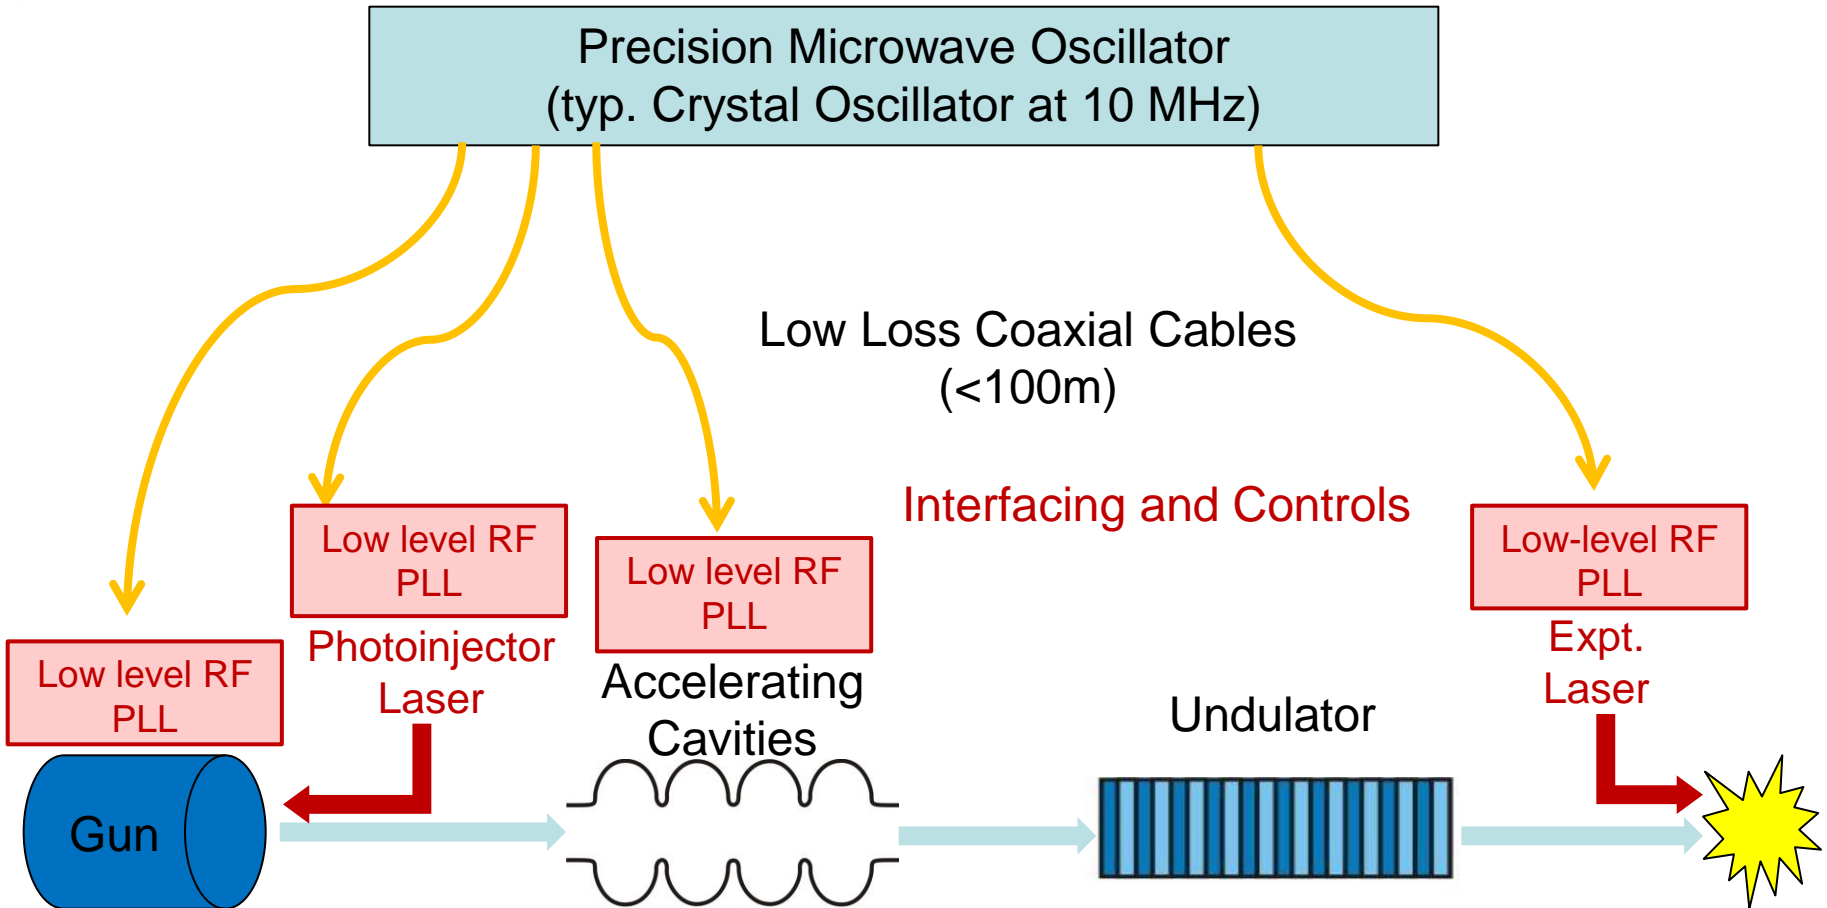 Precision Microwave Oscillator
(typ. Crystal Oscillator at 10 MHz)
Low Loss Coaxial Cables
(<100m)
Interfacing and Controls
Low level RF
PLL
Low level RF
PLL
Low level RF
PLL
Low-level RF
PLL
Photoinjector
Laser
Accelerating
Cavities
Undulator
Expt.
Laser
Gun